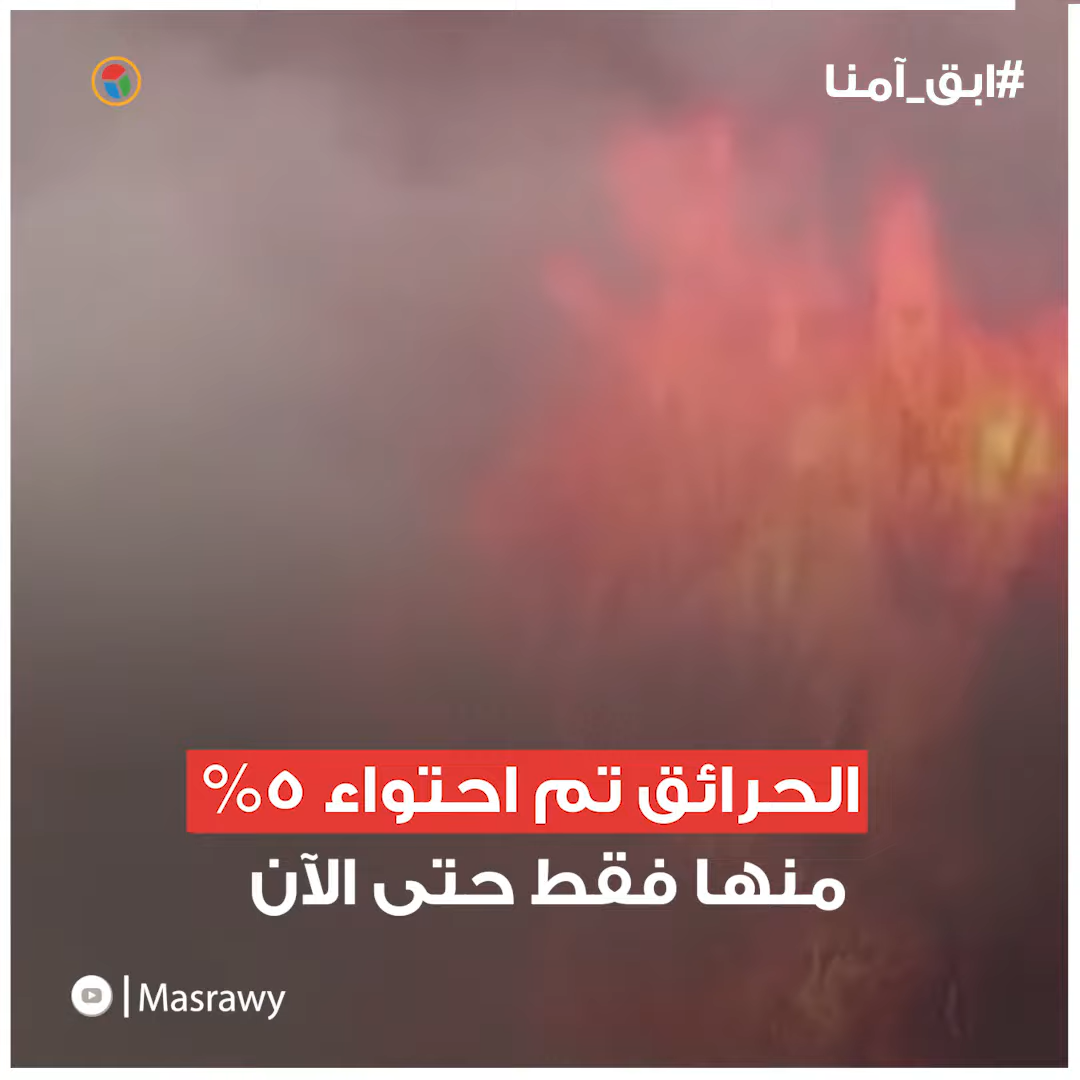 #ابق_آمنا
الحرائق تم احتواء ٥%
منها فقط حتى الآن
| Masrawy